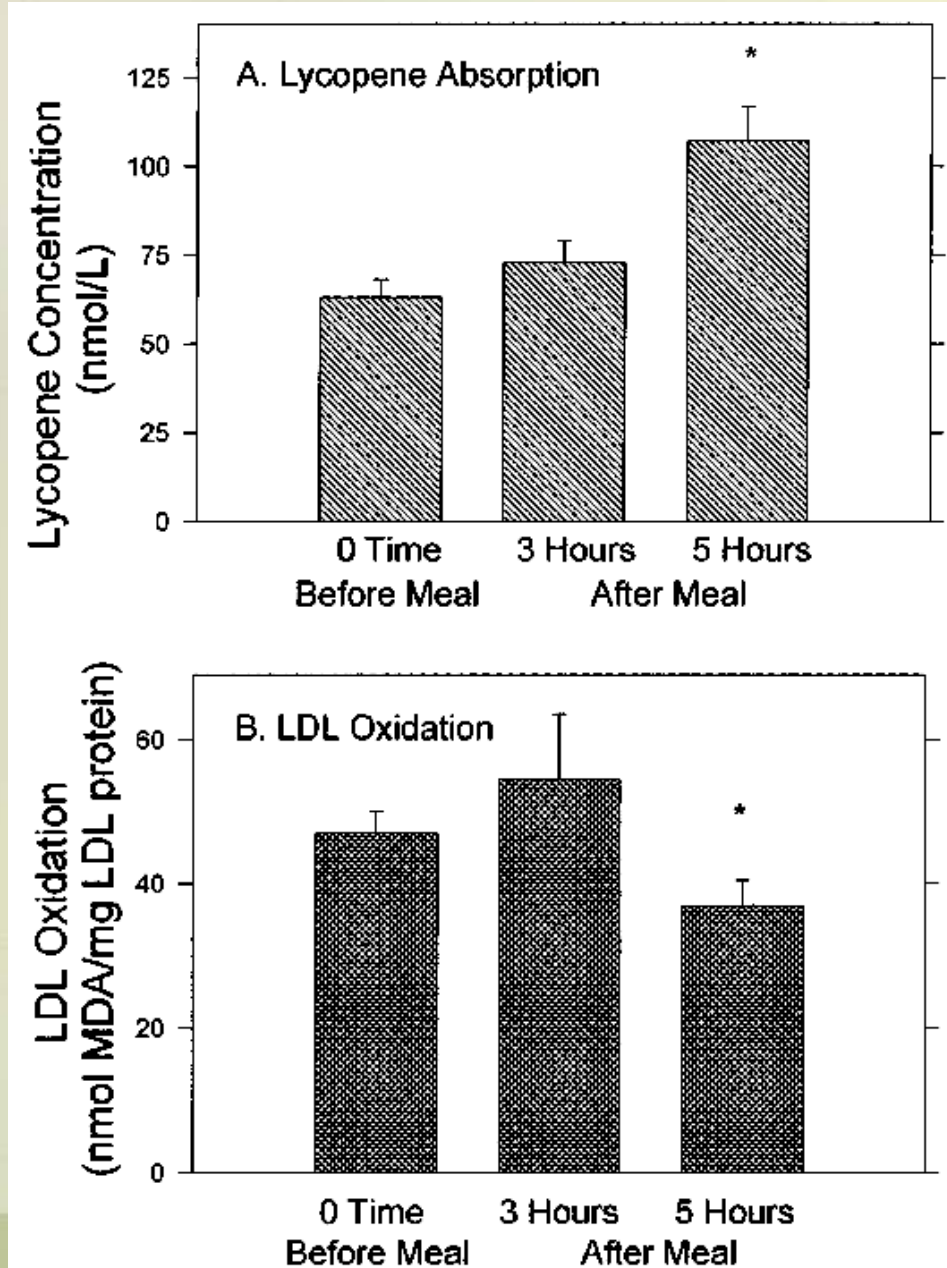 A. Lycopene Absorption
*
125
100
75
50
25
0
Lycopene Concentration
(nmol/L)
0 Time 3 Hours 5 Hours
Before Meal After Meal
B. LDL Oxidation
*
60
40
20
0
LDL Oxidation
(nmol MDA/mg LDL protein)
0 Time 3 Hours 5 Hours
Before Meal After Meal